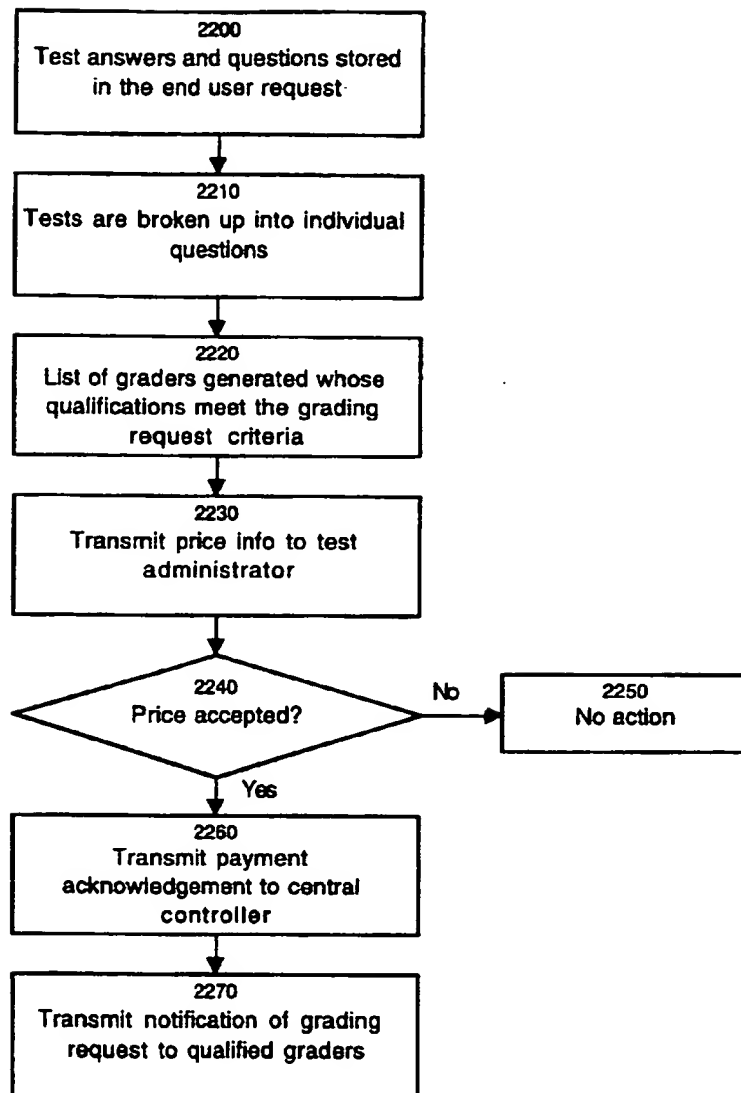 2200
Test answers and questions stored
in the end user request
2210
Tests are broken up into individual
questions
2220
List of graders generated whose
qualifications meet the grading
request criteria
2230
Transmit price info to test
administrator
2240
Price accepted?
No
2250
No action
Yes
2260
Transmit payment
acknowledgement to central
controller
2270
Transmit notification of grading
request to qualified graders